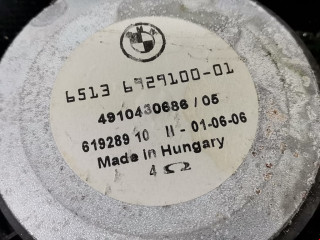 6513 6929100-01
4910430686 / 05
619289 10 II - 01-06-06
Made in Hungary
4 Ω